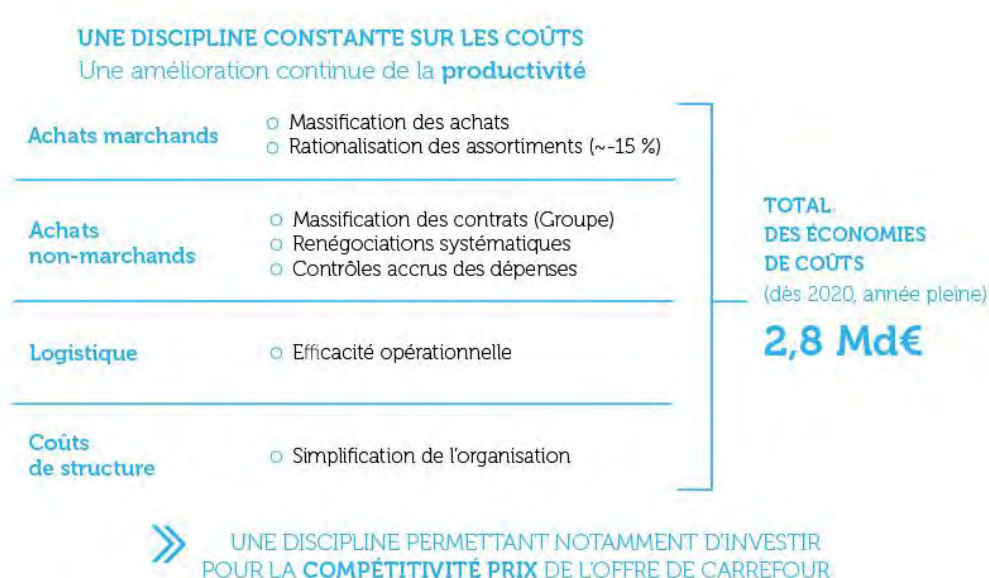 UNE DISCIPLINE CONSTANTE SUR LES COÛTS
Une amélioration continue de la productivité
Achats marchands
○ Massification des achats
○ Rationalisation des assortiments (~-15 %)
Achats
non-marchands
○ Massification des contrats (Groupe)
○ Renégociations systématiques
○ Contrôles accrus des dépenses
Logistique
○ Efficacité opérationnelle
Coûts
de structure
○ Simplification de l'organisation
TOTAL
DES ÉCONOMIES
DE COÛTS
(dès 2020, année pleine)
2,8 Md€
UNE DISCIPLINE PERMETTANT NOTAMMENT D'INVESTIR
POUR LA COMPÉTITIVITÉ PRIX DE L'OFFRE DE CARREFOUR